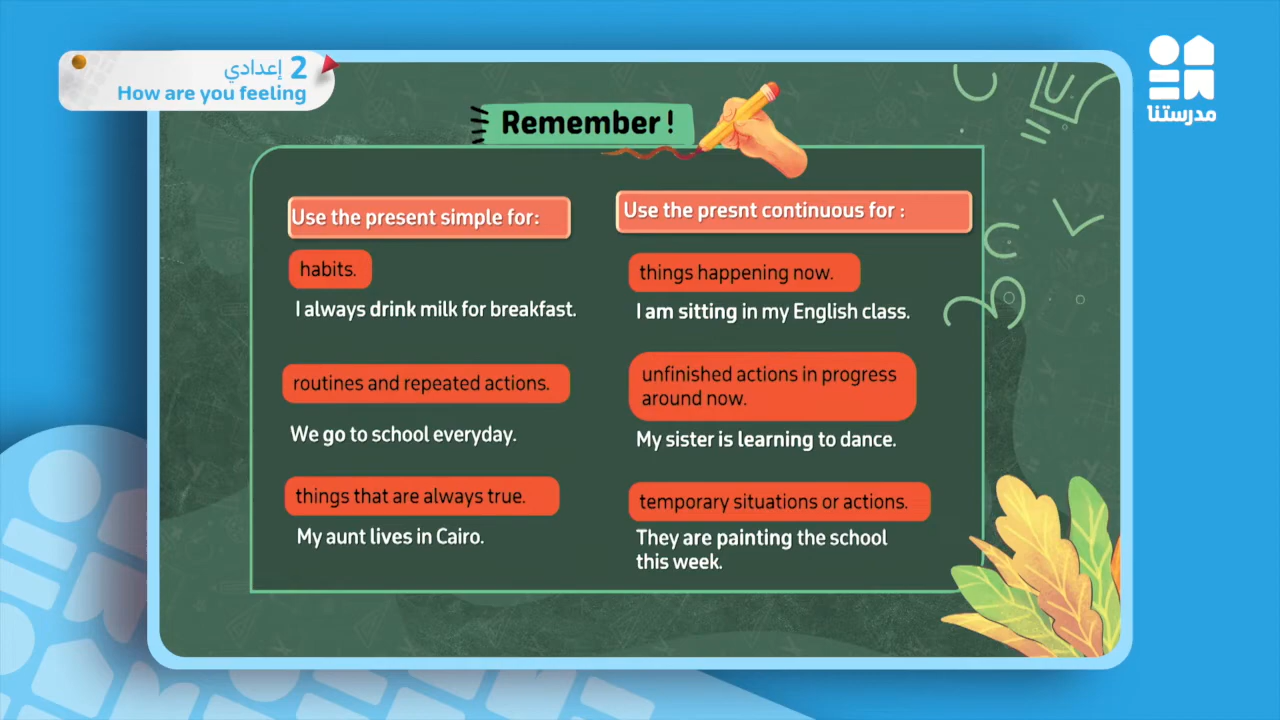 2 إعدادي
How are you feeling
مدرستنا
Remember !
Use the present simple for:
habits.
I always drink milk for breakfast.
routines and repeated actions.
We go to school everyday.
things that are always true.
My aunt lives in Cairo.
Use the presnt continuous for :
things happening now.
I am sitting in my English class.
unfinished actions in progress
around now.
My sister is learning to dance.
temporary situations or actions.
They are painting the school
this week.